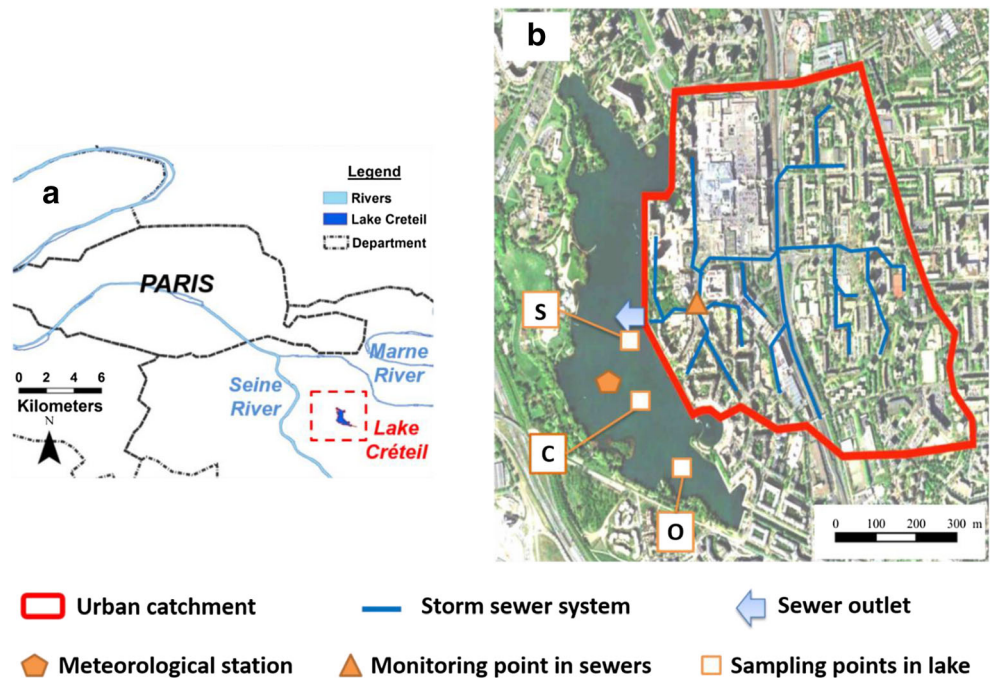 a
Legend
Rivers
Lake Creteil
Department
PARIS
Marne
River
Seine
River
Lake
Créteil
0 2 4 6
Kilometers
N
b
S
C
O
0 100 200 300 m
Urban catchment
Storm sewer system
Sewer outlet
Meteorological station
Monitoring point in sewers
Sampling points in lake